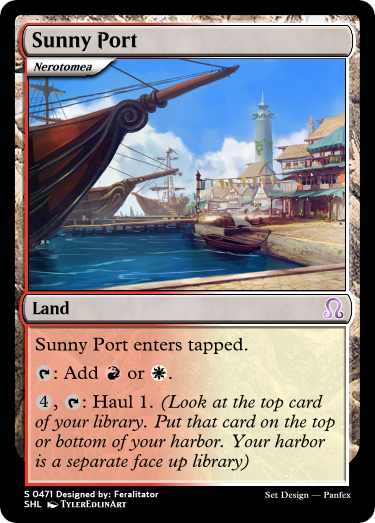 Sunny Port
Nerotomea
Land
Sunny Port enters tapped.
: Add or .
4, : Haul 1. (Look at the top card
of your library. Put that card on the top
or bottom of your harbor. Your harbor
is a separate face up library)
S 0471 Designed by: Feralitator
SHL TylerEdlinArt
Set Design — Panfex